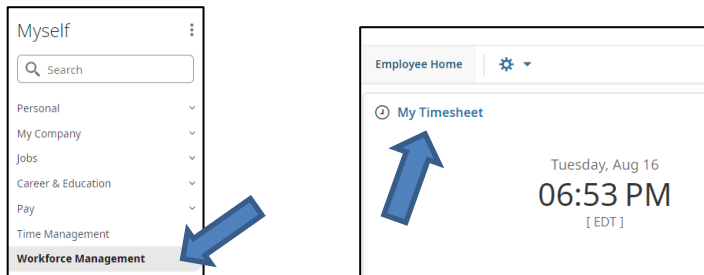 Myself
Search
Personal
My Company
Jobs
Career & Education
Pay
Time Management
Workforce Management
Employee Home
My Timesheet
Tuesday, Aug 16
06:53 PM
[ EDT ]